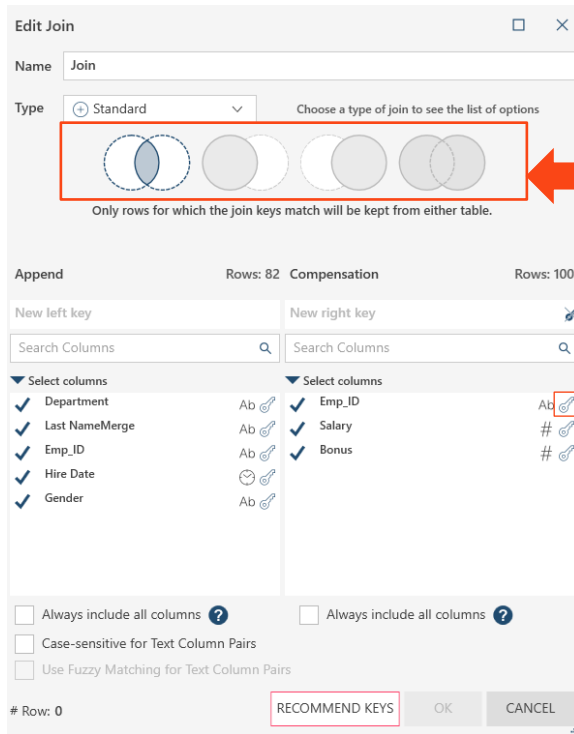 Edit Join
Name Join
Type Standard Choose a type of join to see the list of options
Only rows for which the join keys match will be kept from either table.
Append Rows: 82 Compensation Rows: 100
New left key New right key
Search Columns Search Columns
Select columns Select columns
Department Ab Emp_ID Ab
Last NameMerge Ab Salary #
Emp_ID Ab Bonus #
Hire Date
Gender Ab
Always include all columns ? Always include all columns ?
Case-sensitive for Text Column Pairs
Use Fuzzy Matching for Text Column Pairs
# Row: 0 RECOMMEND KEYS OK CANCEL